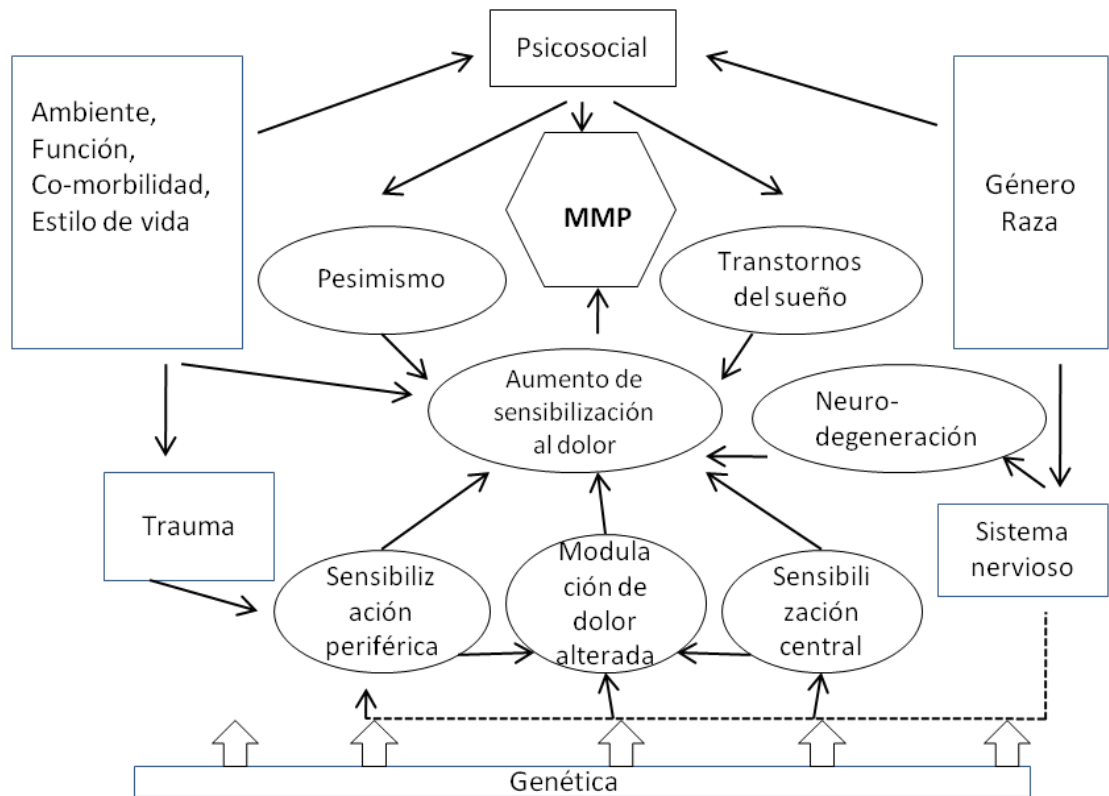 Psicosocial
Ambiente,
Función,
Co-morbilidad,
Estilo de vida
Género
Raza
MMP
Pesimismo
Transtornos
del sueño
Aumento de
sensibilización
al dolor
Neuro-
degeneración
Trauma
Sistema
nervioso
Sensibiliz
ación
periférica
Modula
ción de
dolor
alterada
Sensibili
zación
central
Genética